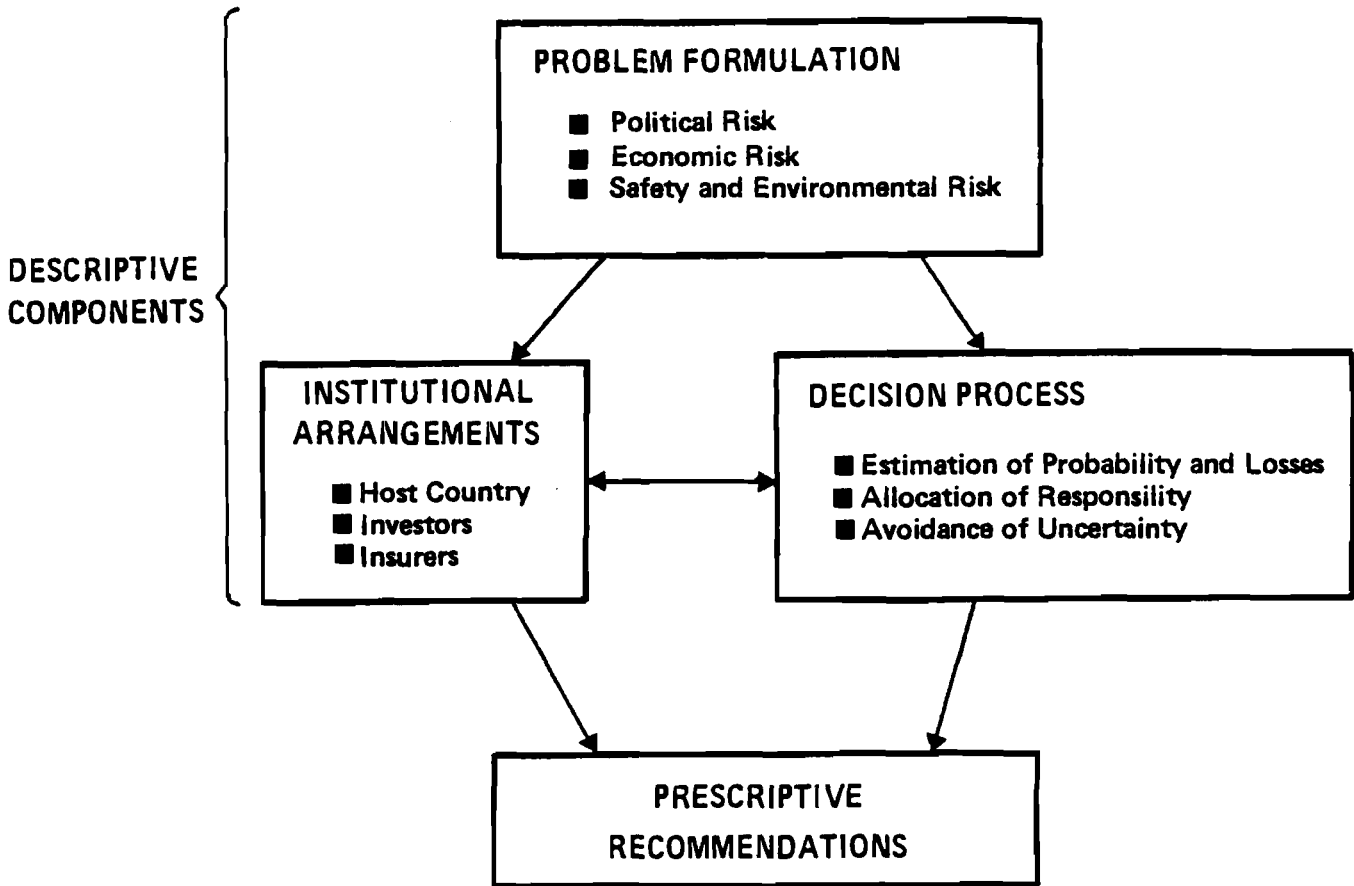 PROBLEM FORMULATION
■ Political Risk
■ Economic Risk
■ Safety and Environmental Risk
DESCRIPTIVE
COMPONENTS
INSTITUTIONAL
ARRANGEMENTS
■ Host Country
■ Investors
■ Insurers
DECISION PROCESS
■ Estimation of Probability and Losses
■ Allocation of Responsility
■ Avoidance of Uncertainty
PRESCRIPTIVE
RECOMMENDATIONS